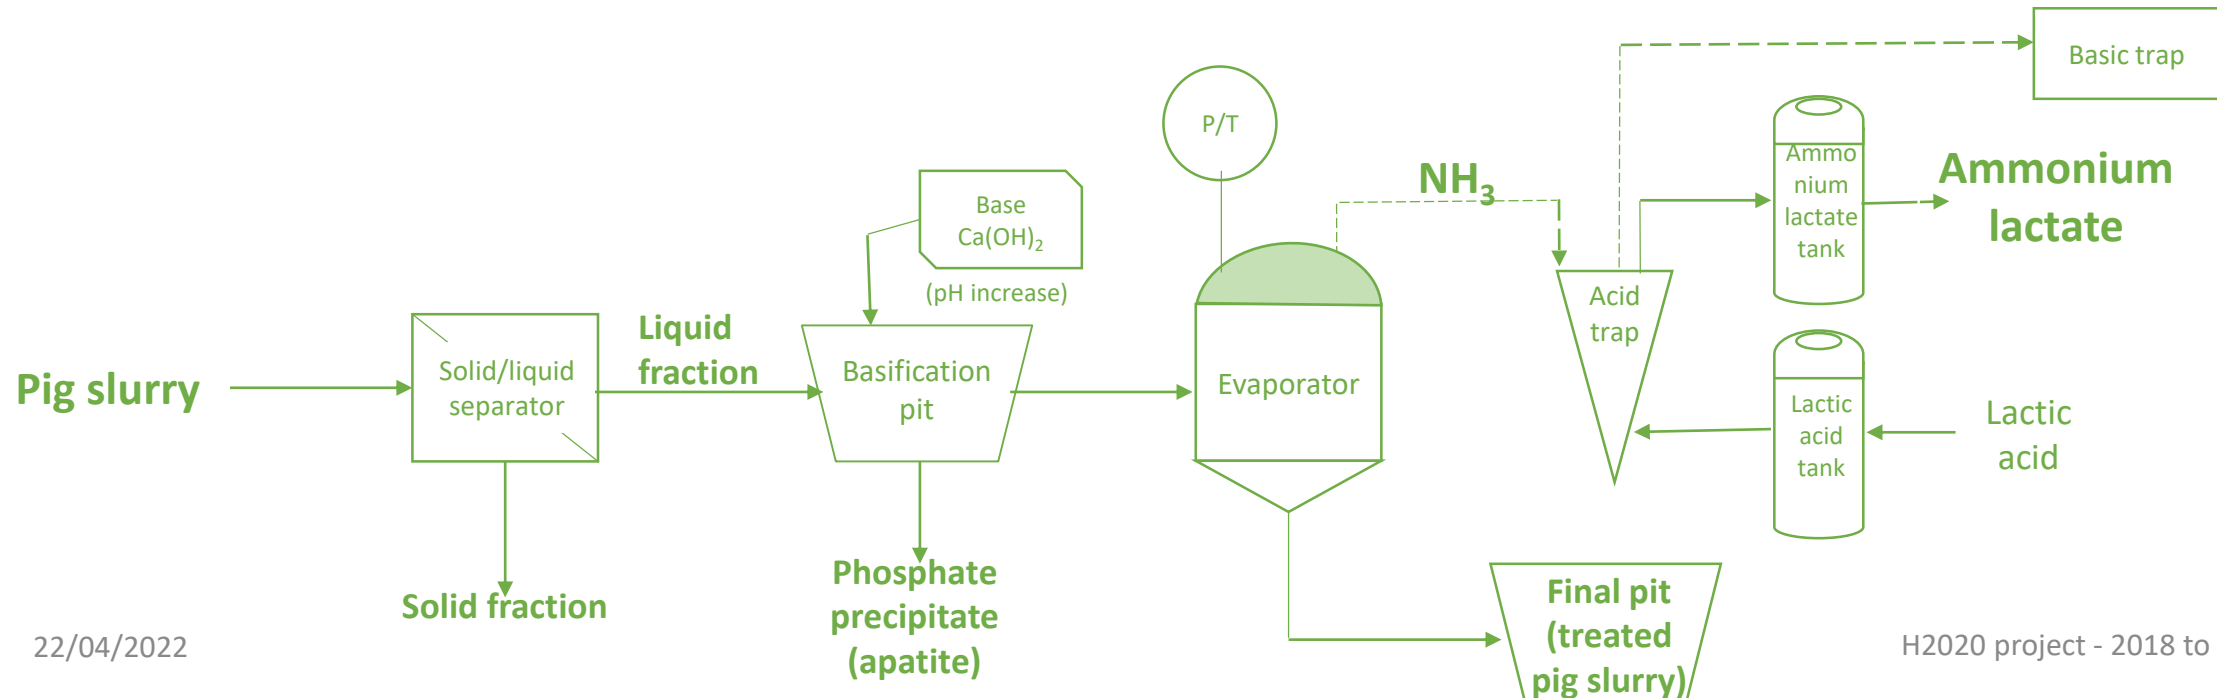 Basic trap
P/T
Ammo
nium
lactate
tank
Ammonium
lactate
NH₃
Base
Ca(OH)₂
(pH increase)
Acid
trap
Liquid
fraction
Pig slurry
Solid/liquid
separator
Basification
pit
Evaporator
Lactic
acid
tank
Lactic
acid
Solid fraction
Phosphate
precipitate
(apatite)
Final pit
(treated
pig slurry)
22/04/2022
H2020 project - 2018 to